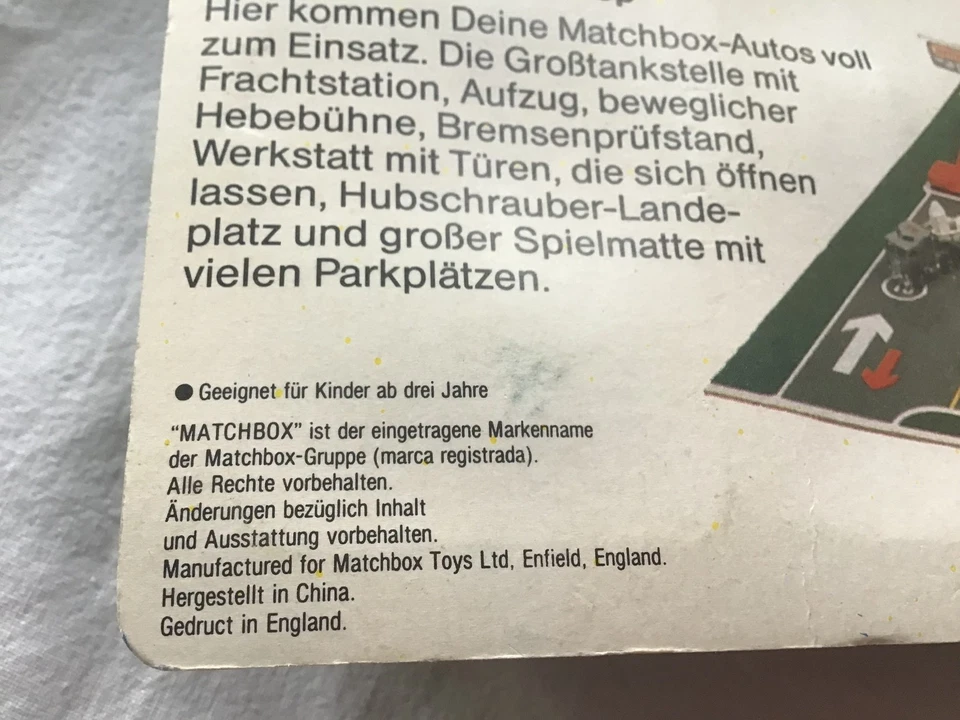 Hier kommen Deine Matchbox-Autos voll
zum Einsatz. Die Großtankstelle mit
Frachtstation, Aufzug, beweglicher
Hebebühne, Bremsenprüfstand,
Werkstatt mit Türen, die sich öffnen
lassen, Hubschrauber-Lande-
platz und großer Spielmatte mit
vielen Parkplätzen.
● Geeignet für Kinder ab drei Jahre
“MATCHBOX” ist der eingetragene Markenname
der Matchbox-Gruppe (marca registrada).
Alle Rechte vorbehalten.
Änderungen bezüglich Inhalt
und Ausstattung vorbehalten.
Manufactured for Matchbox Toys Ltd, Enfield, England.
Hergestellt in China.
Gedruct in England.